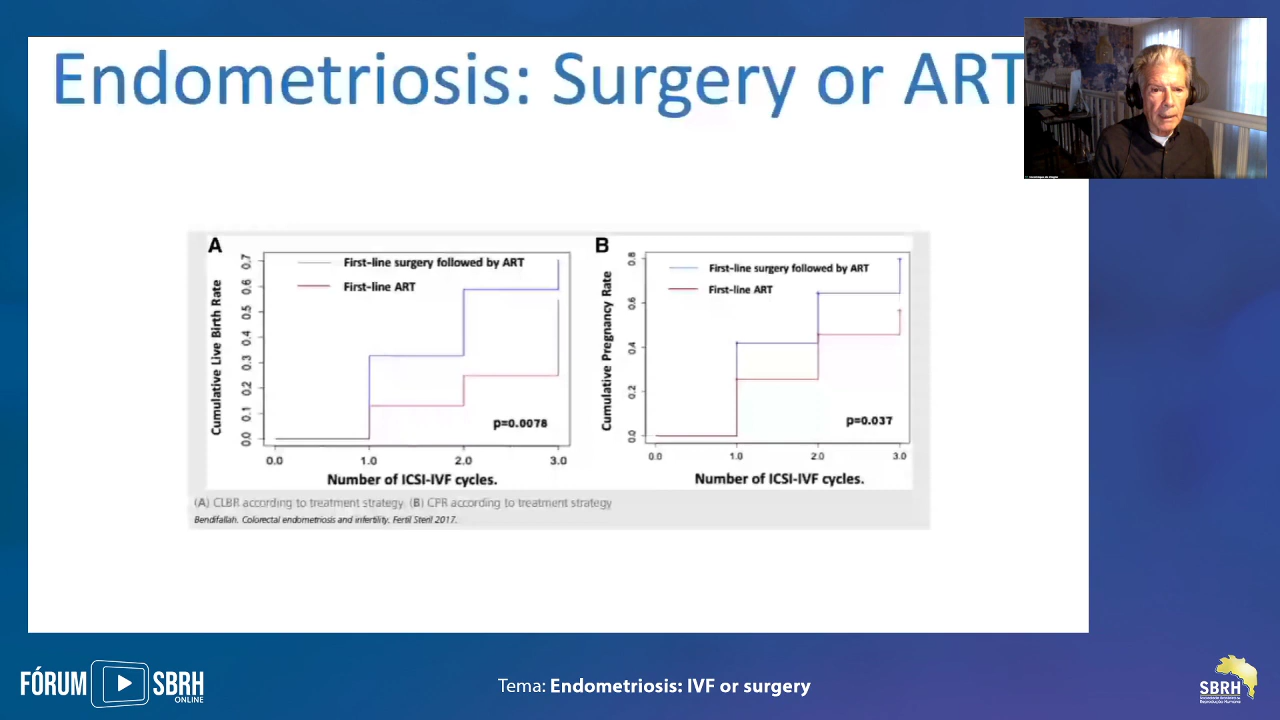 Endometriosis: Surgery or ART
A
First-line surgery followed by ART
First-line ART
Cumulative Live Birth Rate
0.7
0.6
0.5
0.4
0.3
0.2
0.1
0.0
p=0.0078
0.0 1.0 2.0 3.0
Number of ICSI-IVF cycles.
B
First-line surgery followed by ART
First-line ART
Cumulative Pregnancy Rate
0.8
0.6
0.4
0.2
0.0
p=0.037
0.0 1.0 2.0 3.0
Number of ICSI-IVF cycles.
(A) CLBR according to treatment strategy (B) CPR according to treatment strategy
Bendifallah. Colorectal endometriosis and infertility. Fertil Steril 2017.
FÓRUM SBRH
ONLINE
Tema: Endometriosis: IVF or surgery
SBRH
Sociedade Brasileira de
Reprodução Humana